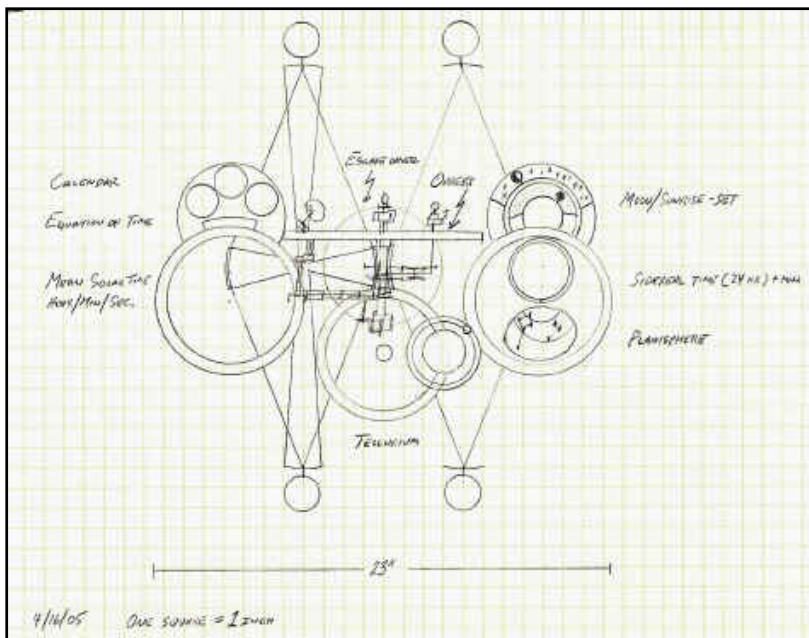 CALENDAR
EQUATION OF TIME
MEAN SOLAR TIME
HOUR/MIN/SEC.
ESCAPEMENT
ORRERY
MOON/SUNRISE-SET
SIDEREAL TIME (24 HR) + MIN
PLANISPHERE
TELLURIUM
23"
4/16/05 ONE SQUARE = 1 INCH